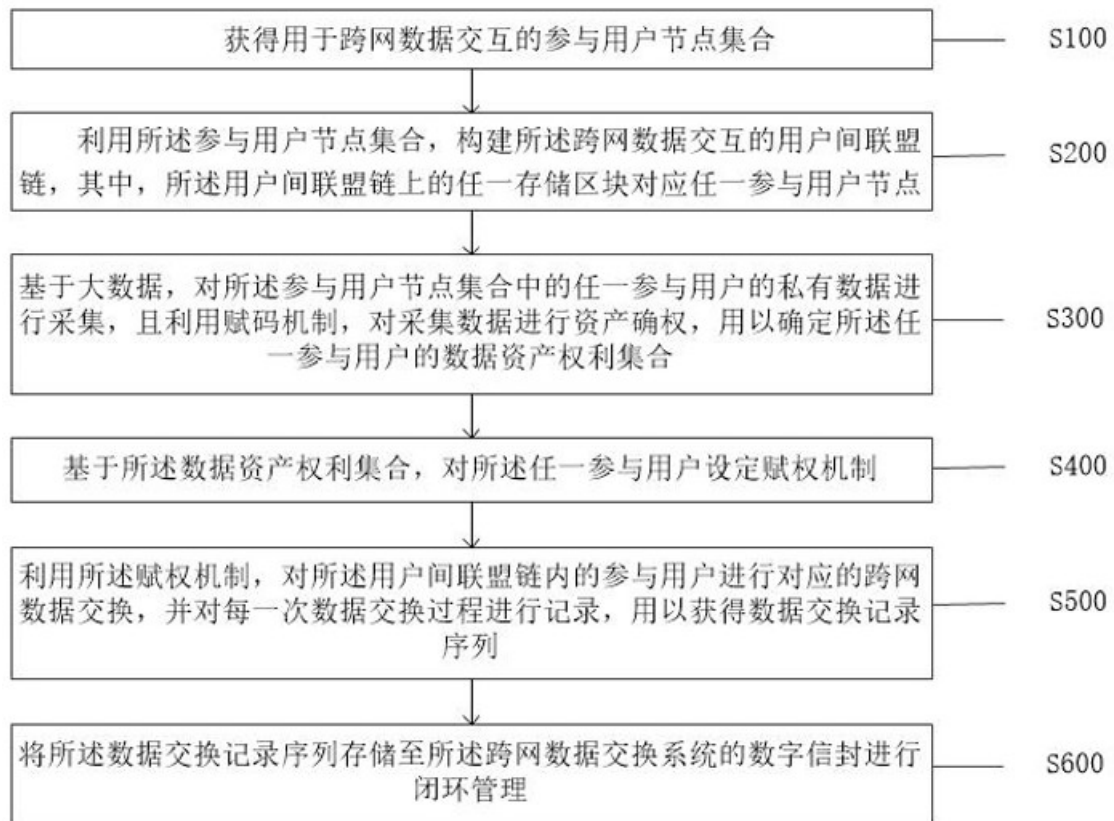 获得用于跨网数据交互的参与用户节点集合
S100
利用所述参与用户节点集合，构建所述跨网数据交互的用户间联盟
链，其中，所述用户间联盟链上的任一存储区块对应任一参与用户节点
S200
基于大数据，对所述参与用户节点集合中的任一参与用户的私有数据进
行采集，且利用赋码机制，对采集数据进行资产确权，用以确定所述任
一参与用户的数据资产权利集合
S300
基于所述数据资产权利集合，对所述任一参与用户设定赋权机制
S400
利用所述赋权机制，对所述用户间联盟链内的参与用户进行对应的跨网
数据交换，并对每一次数据交换过程进行记录，用以获得数据交换记录
序列
S500
将所述数据交换记录序列存储至所述跨网数据交换系统的数字信封进行
闭环管理
S600